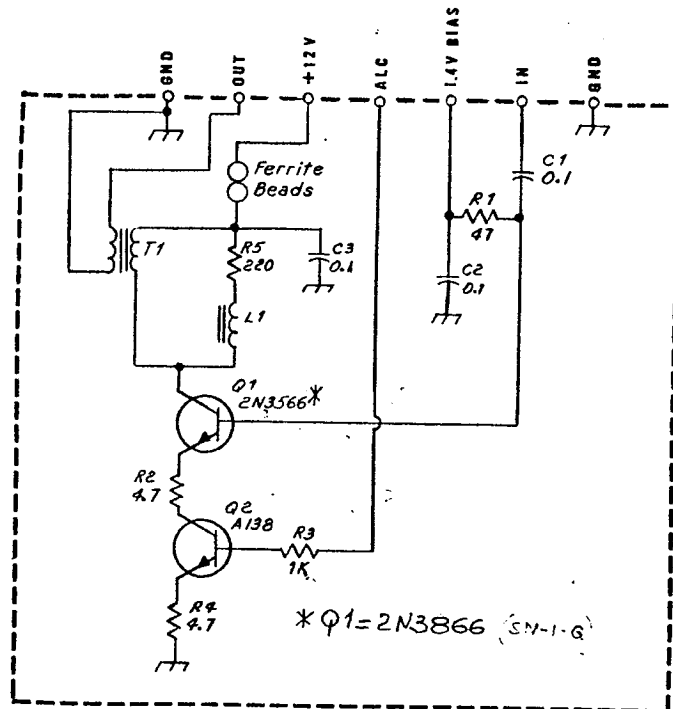 GND
OUT
+12V
ALC
1.4V BIAS
IN
GND
Ferrite
Beads
C1
0.1
R1
47
T1
R5
220
C3
0.1
C2
0.1
L1
Q1
2N3566*
R2
4.7
Q2
A138
R3
1K
R4
4.7
* Q1=2N3866